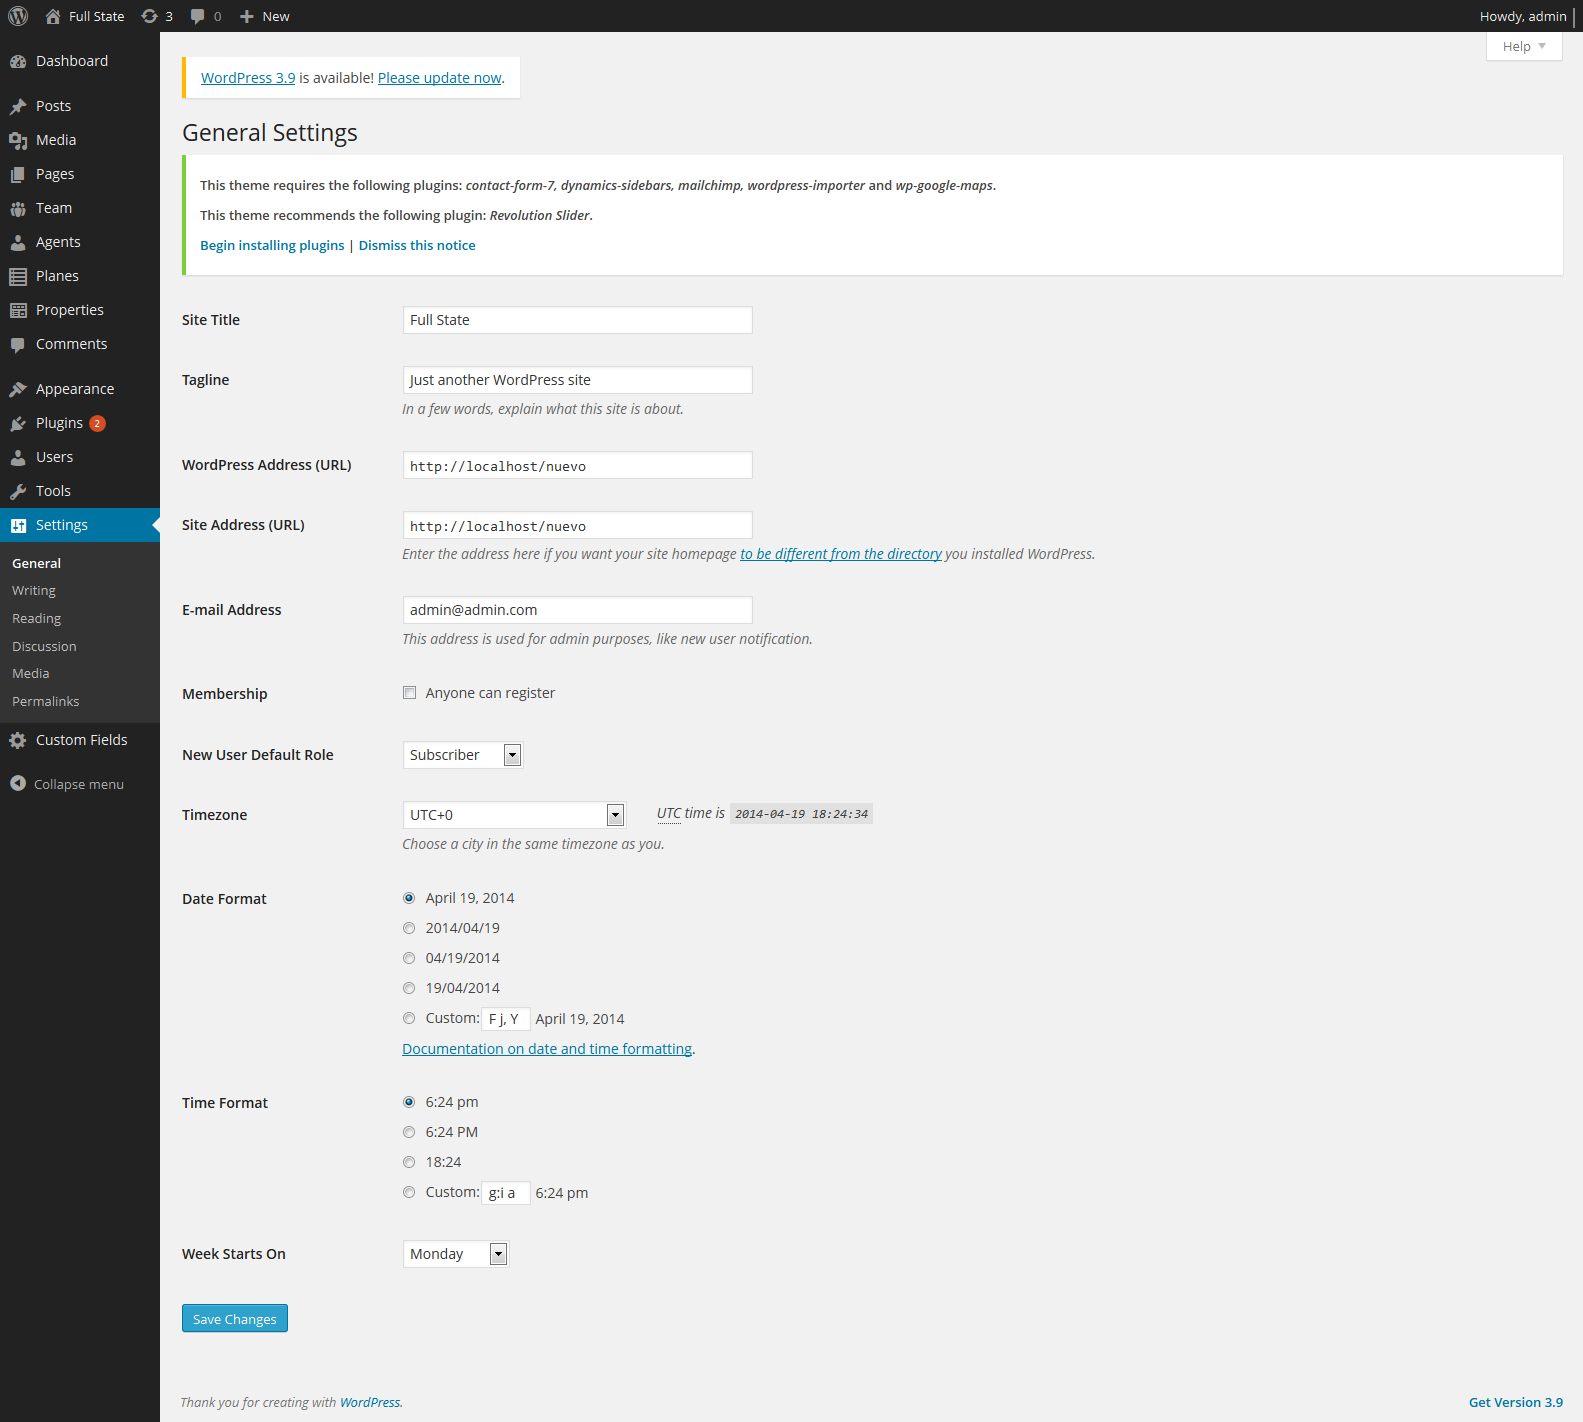 Full State 3 0 New Howdy, admin
Help
Dashboard
Posts
Media
Pages
Team
Agents
Planes
Properties
Comments
Appearance
Plugins 2
Users
Tools
Settings
General
Writing
Reading
Discussion
Media
Permalinks
Custom Fields
Collapse menu
WordPress 3.9 is available! Please update now.
General Settings
This theme requires the following plugins: contact-form-7, dynamics-sidebars, mailchimp, wordpress-importer and wp-google-maps.
This theme recommends the following plugin: Revolution Slider.
Begin installing plugins | Dismiss this notice
Site Title Full State
Tagline Just another WordPress site
In a few words, explain what this site is about.
WordPress Address (URL) http://localhost/nuevo
Site Address (URL) http://localhost/nuevo
Enter the address here if you want your site homepage to be different from the directory you installed WordPress.
E-mail Address admin@admin.com
This address is used for admin purposes, like new user notification.
Membership Anyone can register
New User Default Role Subscriber
Timezone UTC+0 UTC time is 2014-04-19 18:24:34
Choose a city in the same timezone as you.
Date Format April 19, 2014
2014/04/19
04/19/2014
19/04/2014
Custom: F j, Y April 19, 2014
Documentation on date and time formatting.
Time Format 6:24 pm
6:24 PM
18:24
Custom: g:i a 6:24 pm
Week Starts On Monday
Save Changes
Thank you for creating with WordPress. Get Version 3.9